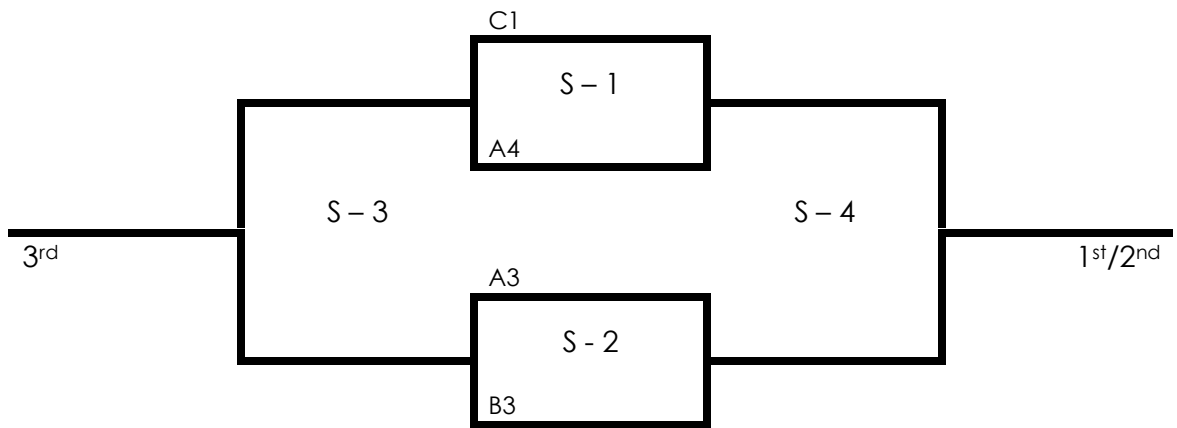 C1
S – 1
A4
S – 3
S – 4
3rd
1st/2nd
A3
S - 2
B3